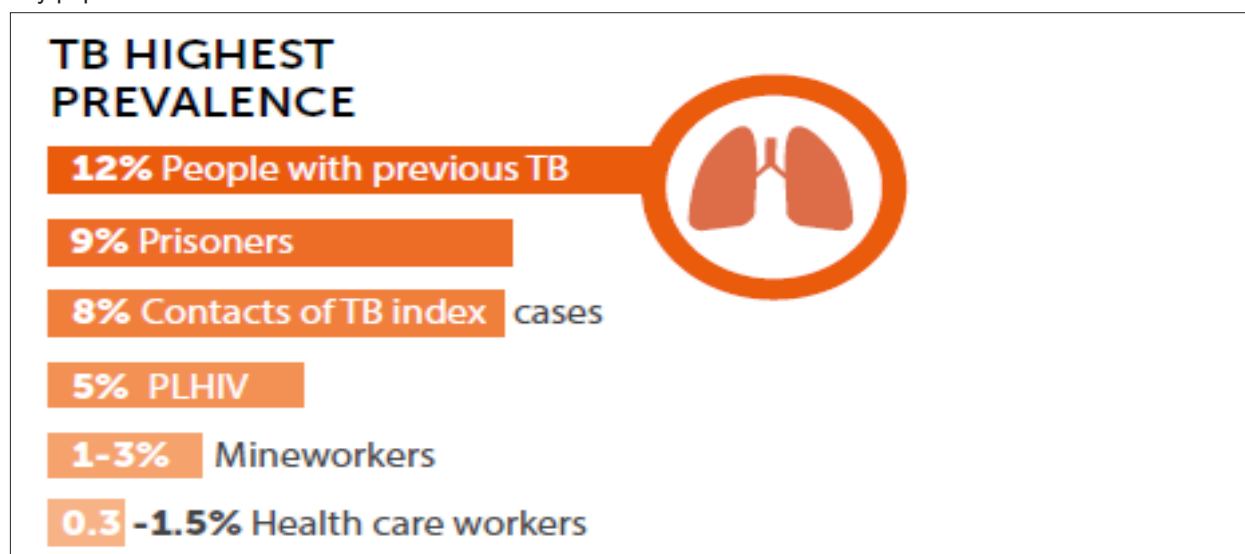 TB HIGHEST
PREVALENCE
12% People with previous TB
9% Prisoners
8% Contacts of TB index cases
5% PLHIV
1-3% Mineworkers
0.3 -1.5% Health care workers